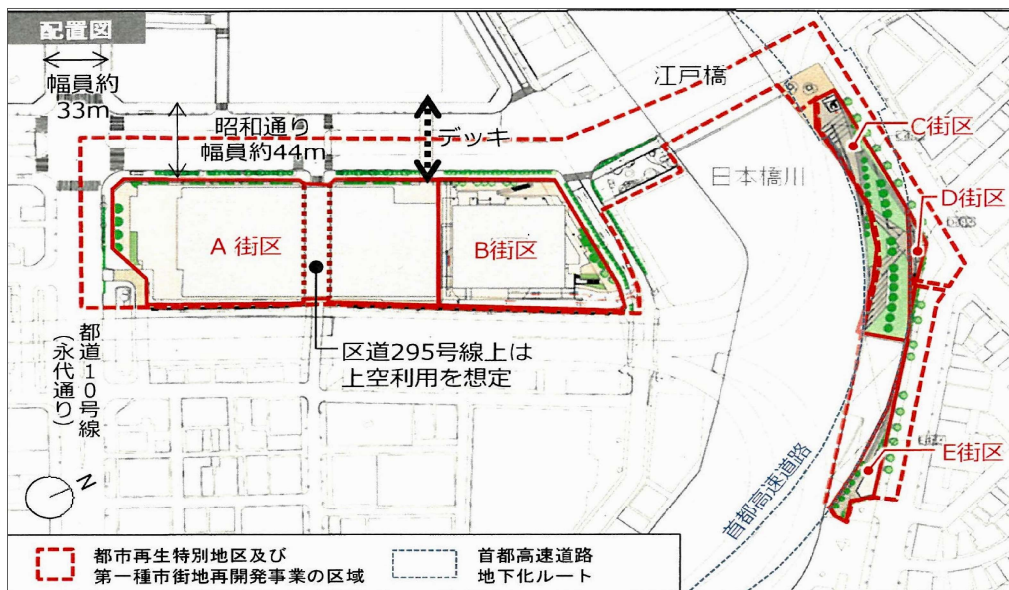 配置図
幅員約
33m
昭和通り
幅員約44m
デッキ
江戸橋
日本橋川
C街区
D街区
A 街区
B街区
区道295号線上は
上空利用を想定
都道10号線
(永代通り)
N
首都高速道路
E街区
都市再生特別地区及び
第一種市街地再開発事業の区域
首都高速道路
地下化ルート